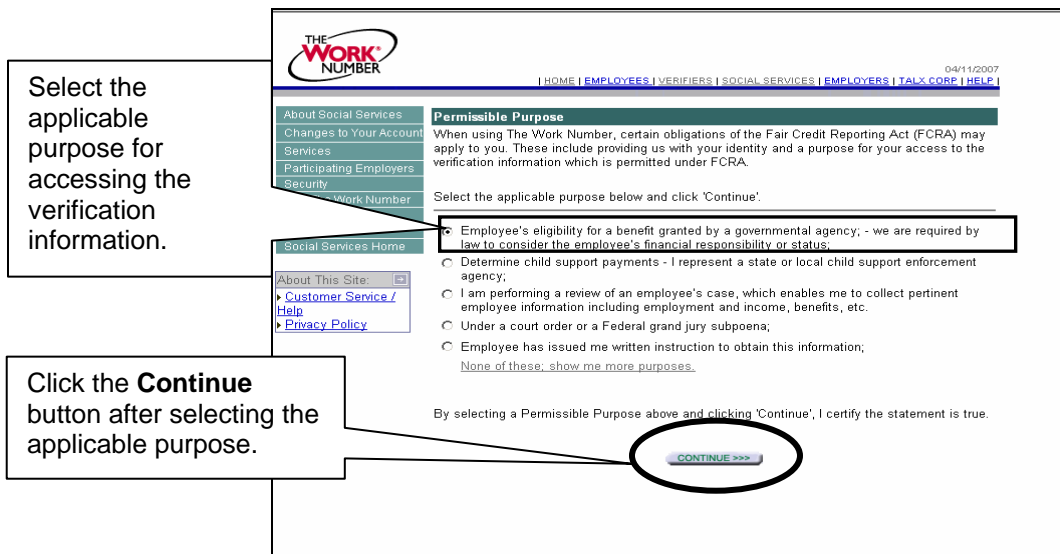 THE
WORK
NUMBER
04/11/2007
| HOME | EMPLOYEES | VERIFIERS | SOCIAL SERVICES | EMPLOYERS | TALX CORP | HELP |
Select the
applicable
purpose for
accessing the
verification
information.
About Social Services
Changes to Your Account
Services
Participating Employers
Security
Work Number
Social Services Home
About This Site:
Customer Service /
Help
Privacy Policy
Permissible Purpose
When using The Work Number, certain obligations of the Fair Credit Reporting Act (FCRA) may
apply to you. These include providing us with your identity and a purpose for your access to the
verification information which is permitted under FCRA.
Select the applicable purpose below and click 'Continue'.
Employee's eligibility for a benefit granted by a governmental agency; - we are required by
law to consider the employee's financial responsibility or status;
Determine child support payments - I represent a state or local child support enforcement
agency;
I am performing a review of an employee's case, which enables me to collect pertinent
employee information including employment and income, benefits, etc.
Under a court order or a Federal grand jury subpoena;
Employee has issued me written instruction to obtain this information;
None of these; show me more purposes.
Click the Continue
button after selecting the
applicable purpose.
By selecting a Permissible Purpose above and clicking 'Continue', I certify the statement is true.
CONTINUE >>>